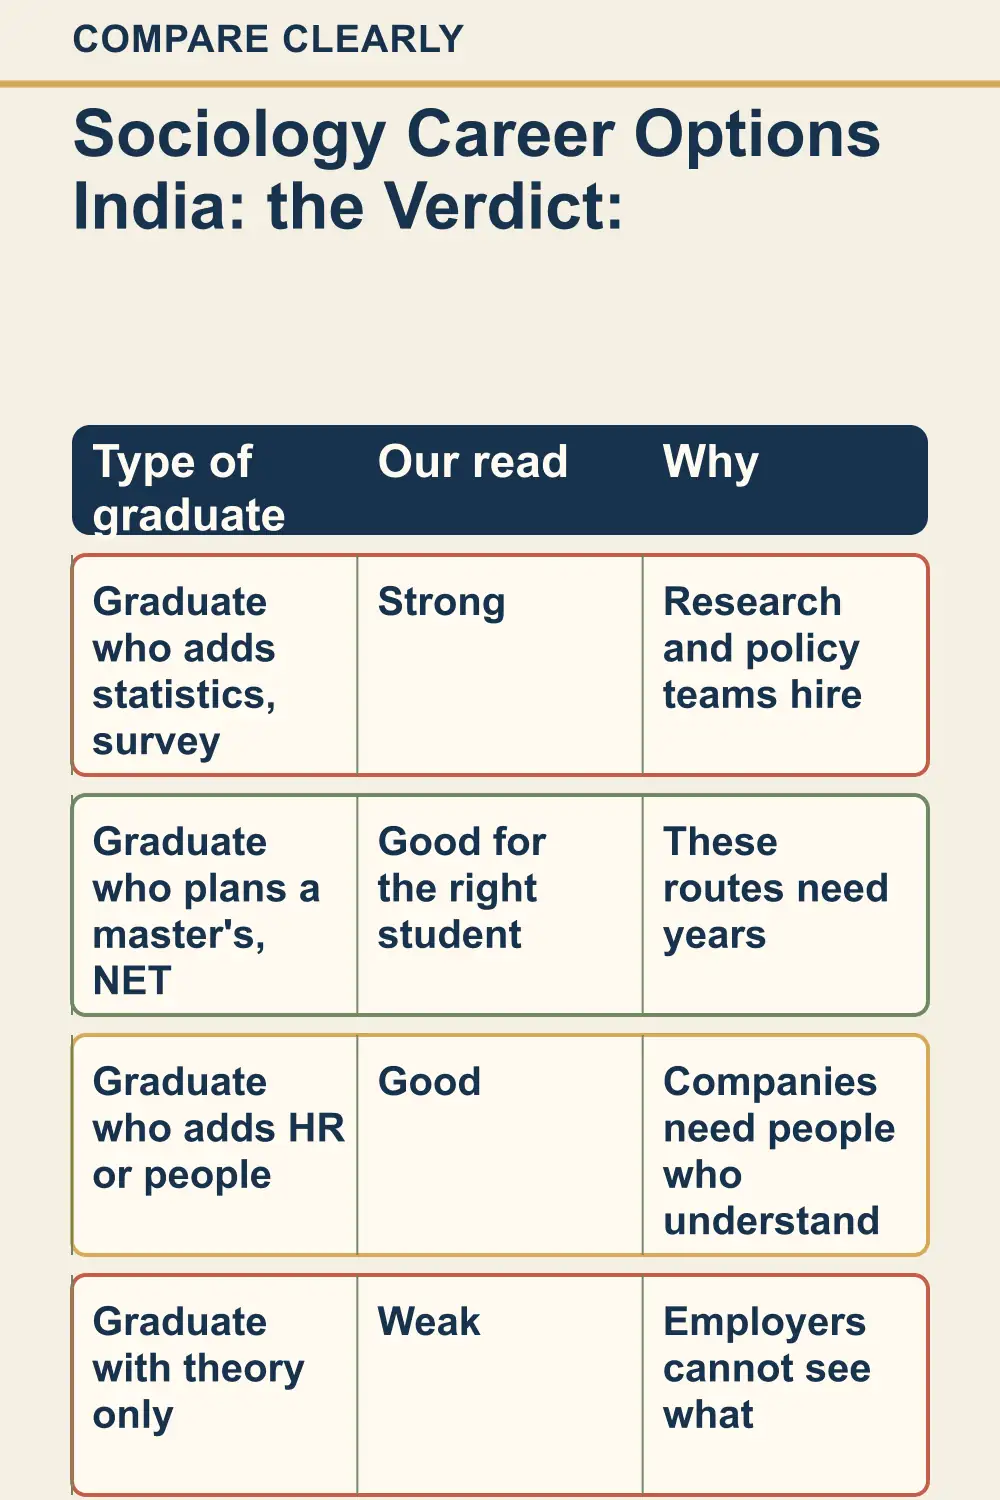 COMPARE CLEARLY
Sociology Career Options
India: the Verdict:
Type of
graduate
Our read
Why
Graduate
who adds
statistics,
survey
Strong
Research
and policy
teams hire
Graduate
who plans a
master's,
NET
Good for
the right
student
These
routes need
years
Graduate
who adds HR
or people
Good
Companies
need people
who
understand
Graduate
with theory
only
Weak
Employers
cannot see
what